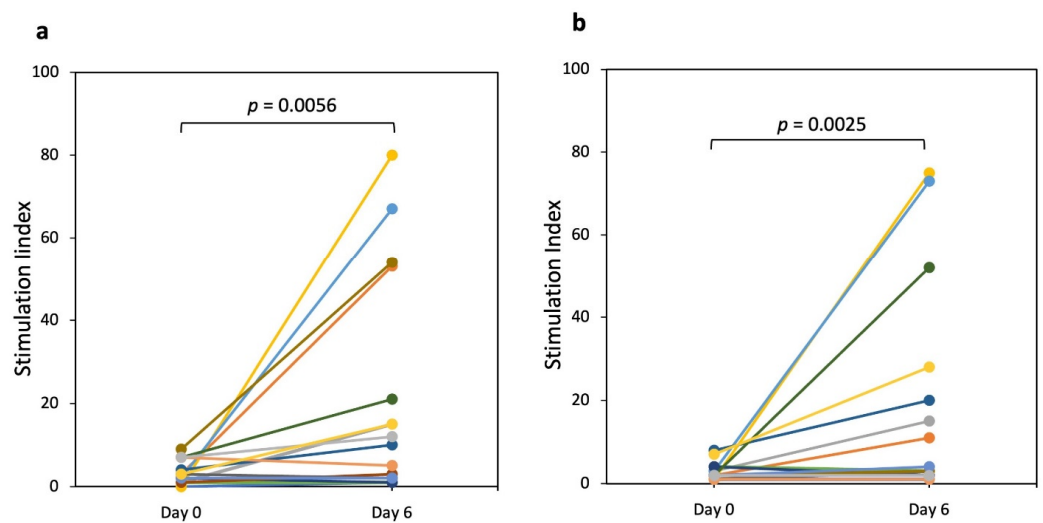 a
100
80
60
40
20
0
Stimulation Iindex
p = 0.0056
Day 0
Day 6
b
100
80
60
40
20
0
Stimulation Index
p = 0.0025
Day 0
Day 6